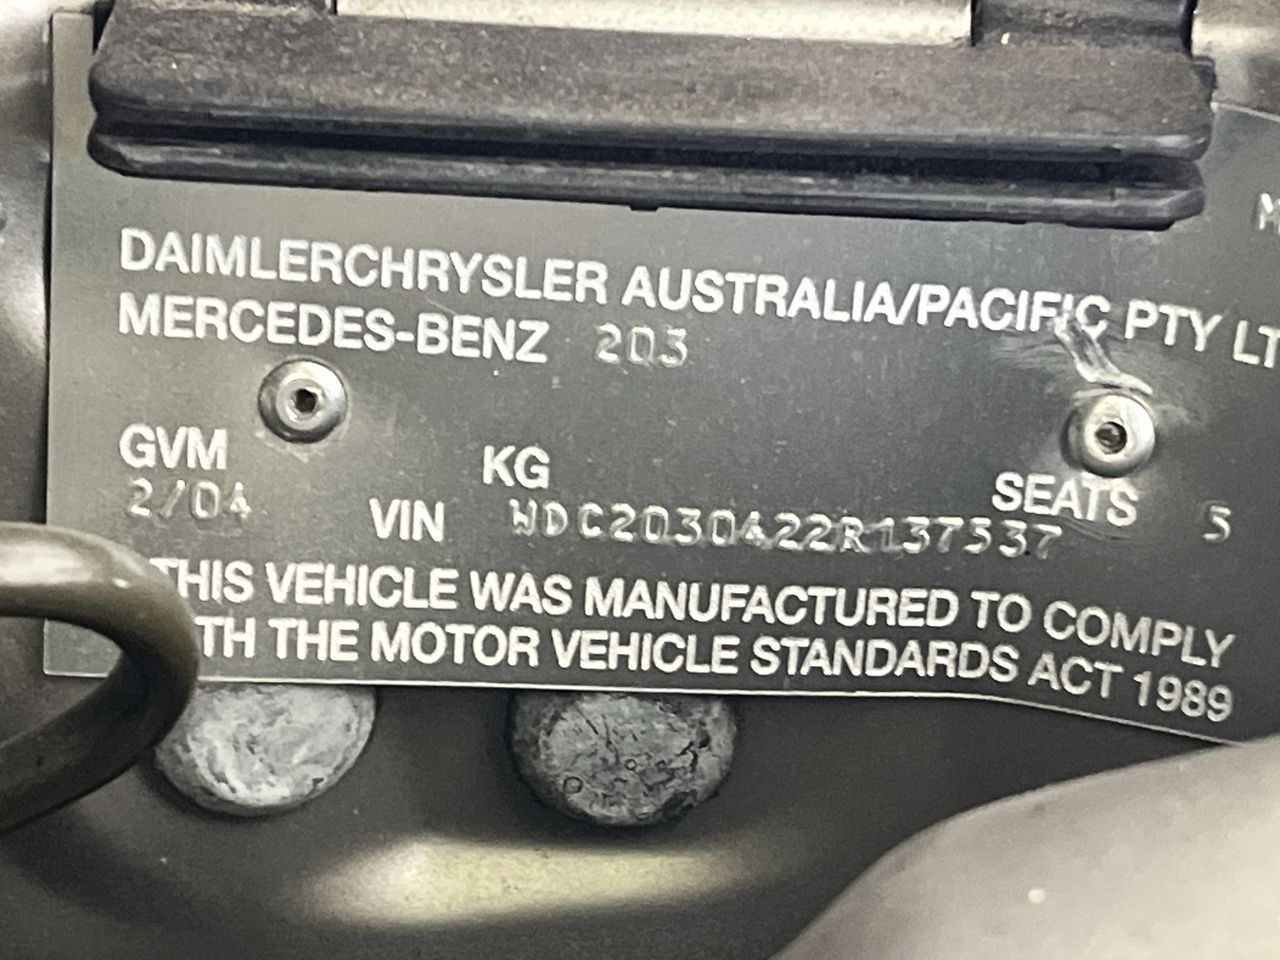 DAIMLERCHRYSLER AUSTRALIA/PACIFIC PTY LT
MERCEDES-BENZ 203
GVM KG SEATS 5
2/04 VIN WDC2030422R137537
THIS VEHICLE WAS MANUFACTURED TO COMPLY
TH THE MOTOR VEHICLE STANDARDS ACT 1989